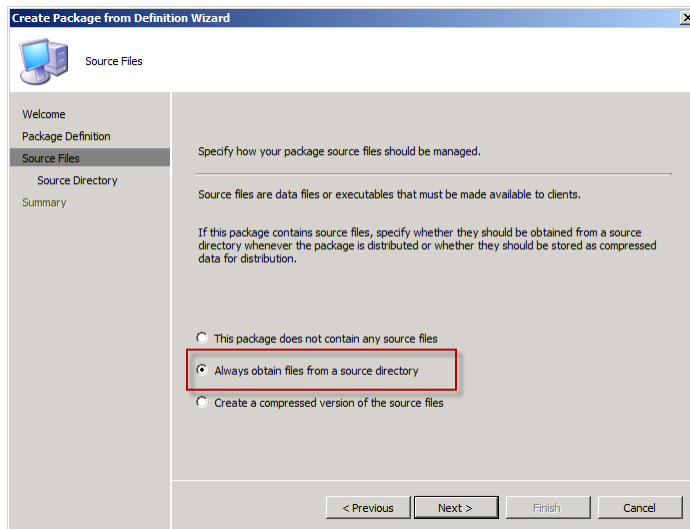 Create Package from Definition Wizard
Source Files
Welcome
Package Definition
Source Files
Source Directory
Summary
Specify how your package source files should be managed.
Source files are data files or executables that must be made available to clients.
If this package contains source files, specify whether they should be obtained from a source
directory whenever the package is distributed or whether they should be stored as compressed
data for distribution.
This package does not contain any source files
Always obtain files from a source directory
Create a compressed version of the source files
< Previous
Next >
Finish
Cancel